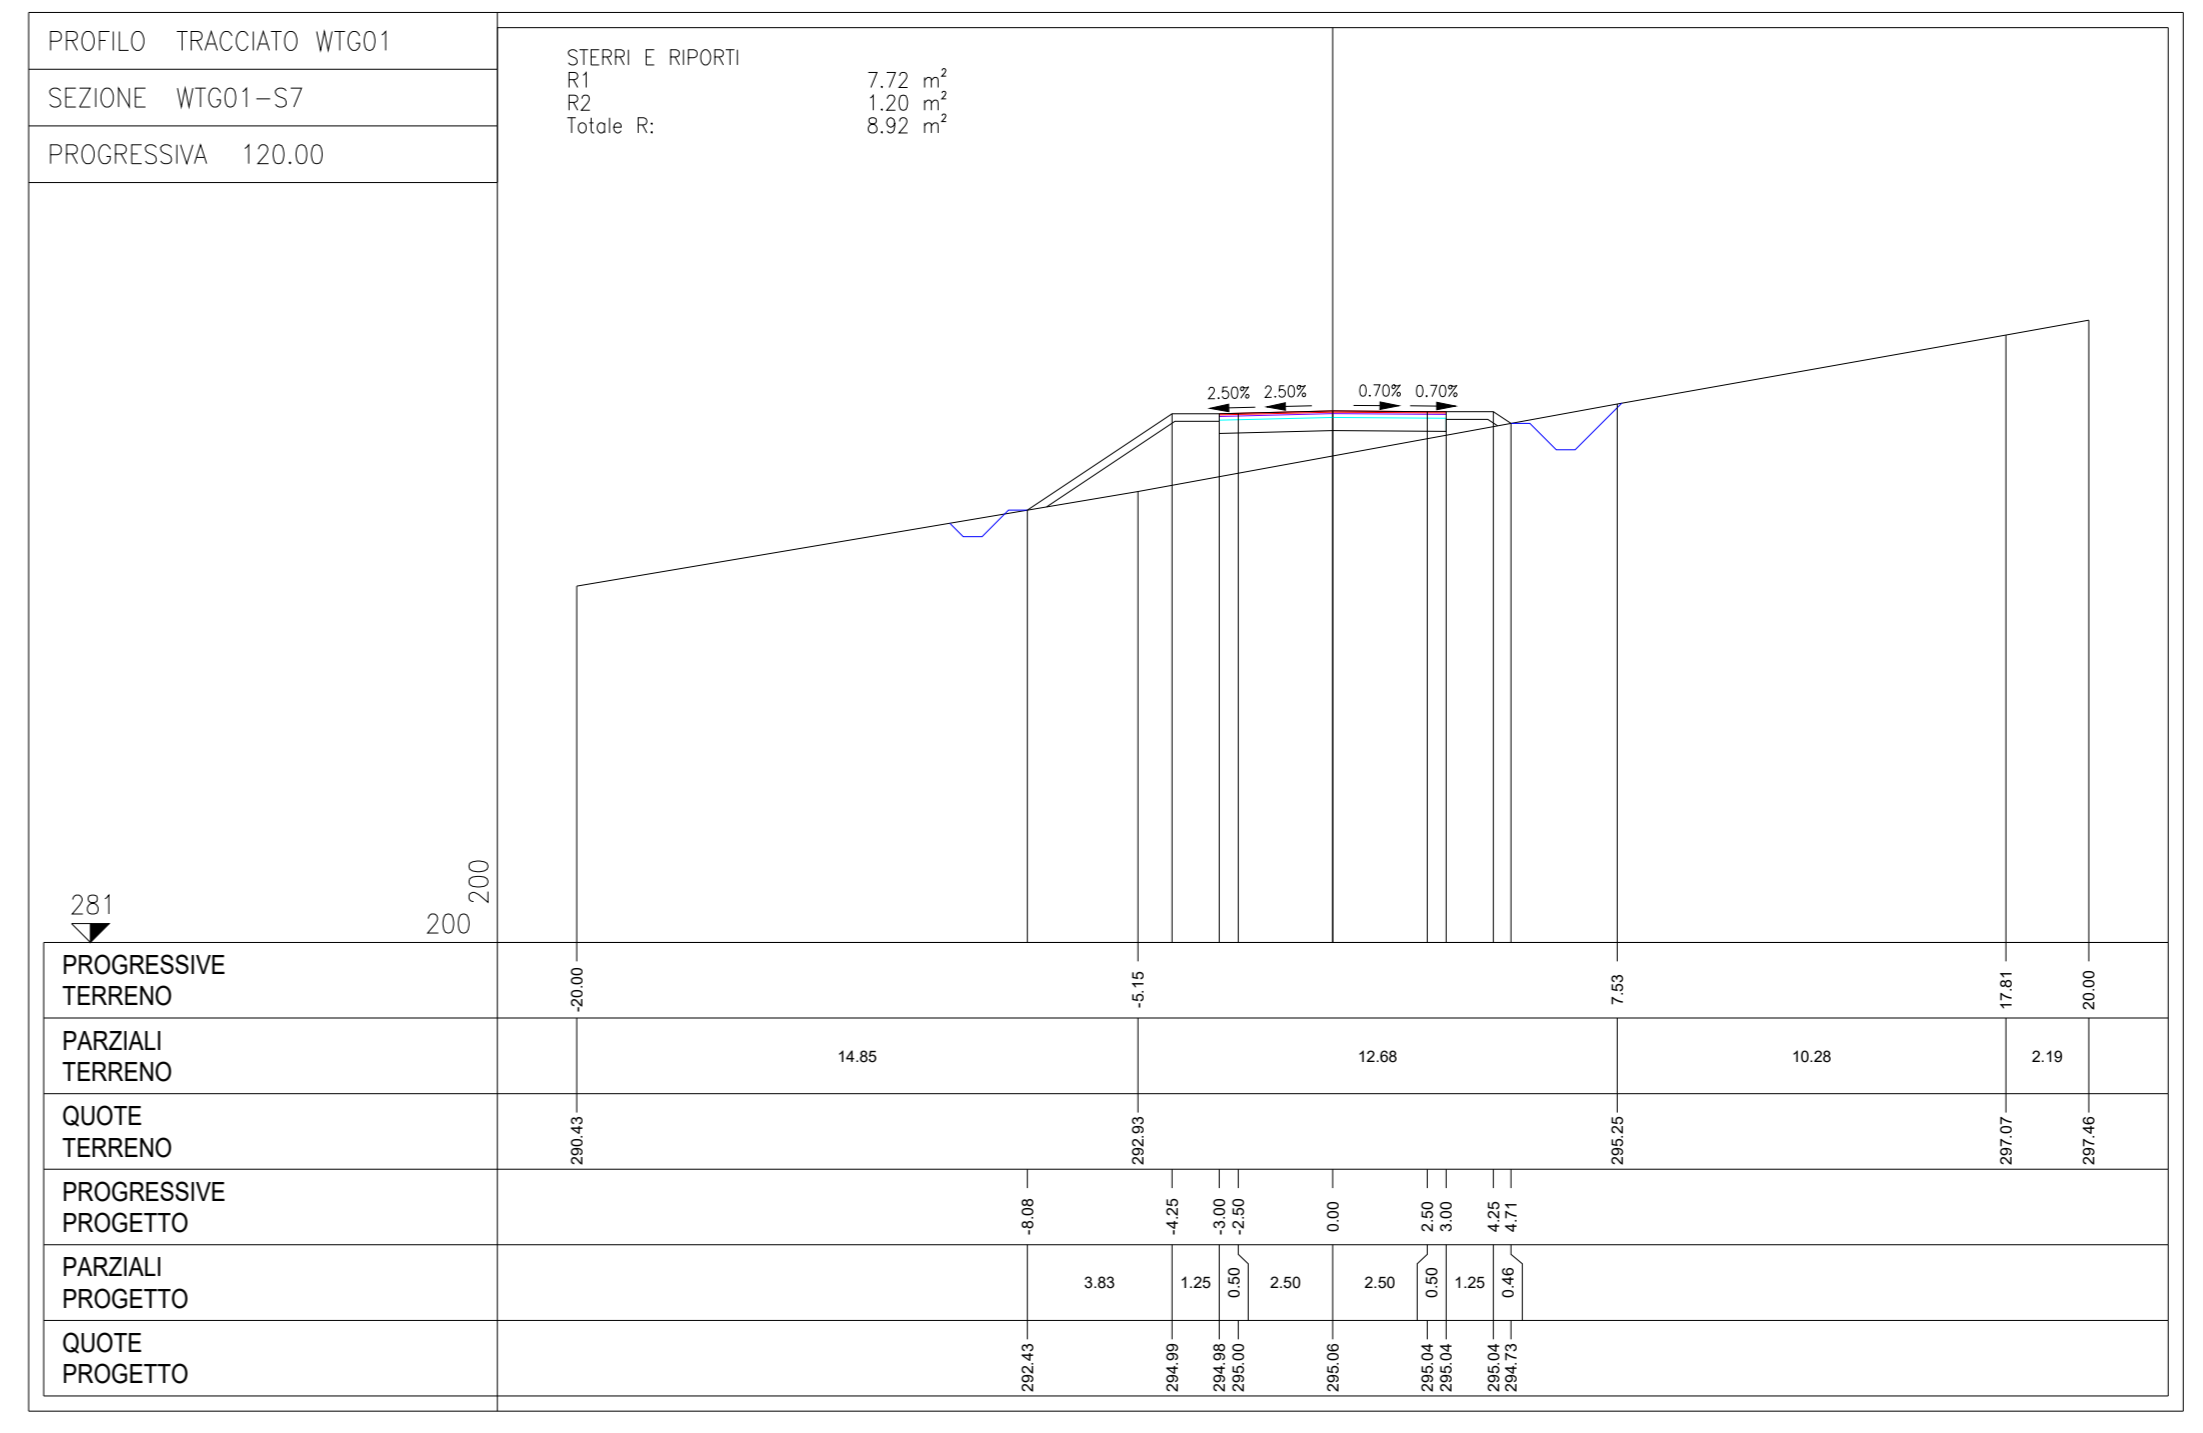 PROFILO TRACCIATO WTG01
SEZIONE WTG01-S7
PROGRESSIVA 120.00
STERRI E RIPORTI
R1 7.72 m²
R2 1.20 m²
Totale R: 8.92 m²
2.50% 2.50% 0.70% 0.70%
200
281
200
PROGRESSIVE
TERRENO
-20.00 -5.15 7.53 17.81 20.00
PARZIALI
TERRENO
14.85 12.68 10.28 2.19
QUOTE
TERRENO
290.43 292.93 295.25 297.07 297.46
PROGRESSIVE
PROGETTO
-8.08 -4.25 -3.00 -2.50 0.00 2.50 3.00 4.25 4.71
PARZIALI
PROGETTO
3.83 1.25 0.50 2.50 2.50 0.50 1.25 0.46
QUOTE
PROGETTO
292.43 294.99 294.98 295.00 295.06 295.04 295.04 295.04 294.73